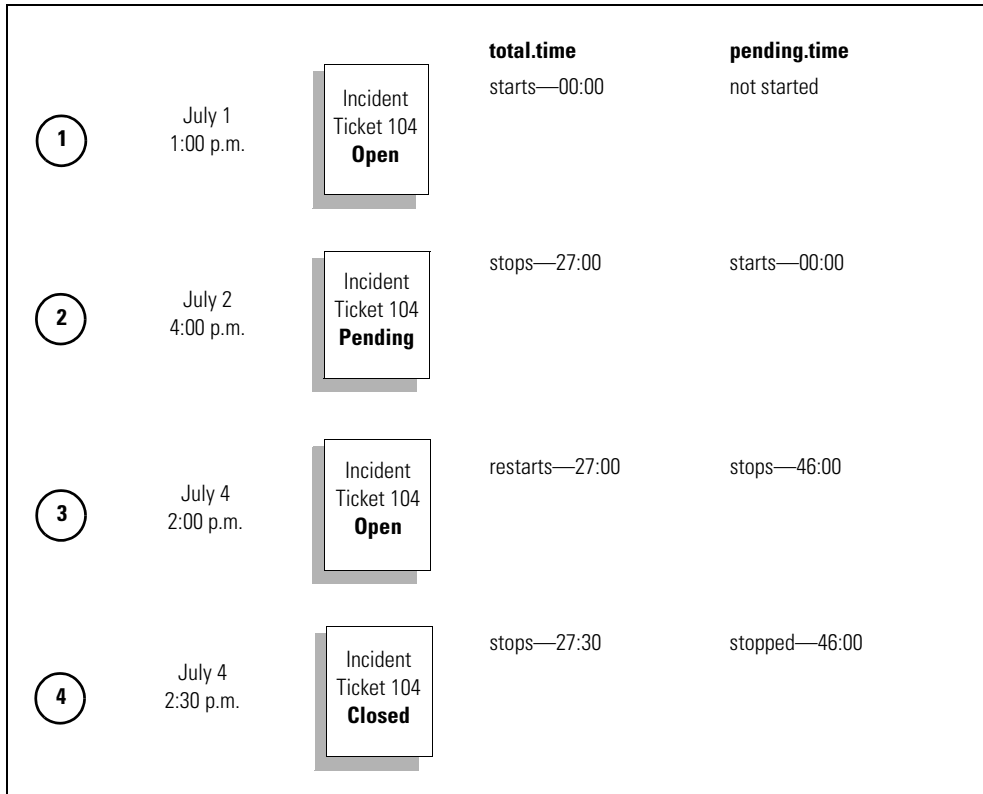 total.time pending.time
starts—00:00 not started
1
July 1
1:00 p.m.
Incident
Ticket 104
Open
stops—27:00 starts—00:00
2
July 2
4:00 p.m.
Incident
Ticket 104
Pending
restarts—27:00 stops—46:00
3
July 4
2:00 p.m.
Incident
Ticket 104
Open
stops—27:30 stopped—46:00
4
July 4
2:30 p.m.
Incident
Ticket 104
Closed